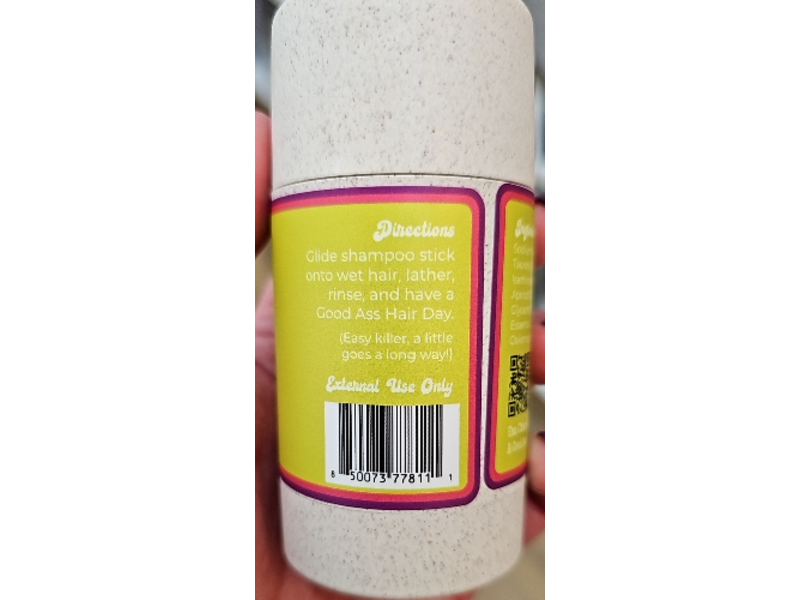 Directions
Glide shampoo stick
onto wet hair, lather,
rinse, and have a
Good Ass Hair Day.
(Easy killer, a little
goes a long way!)
External Use Only
8 50073 77811 1